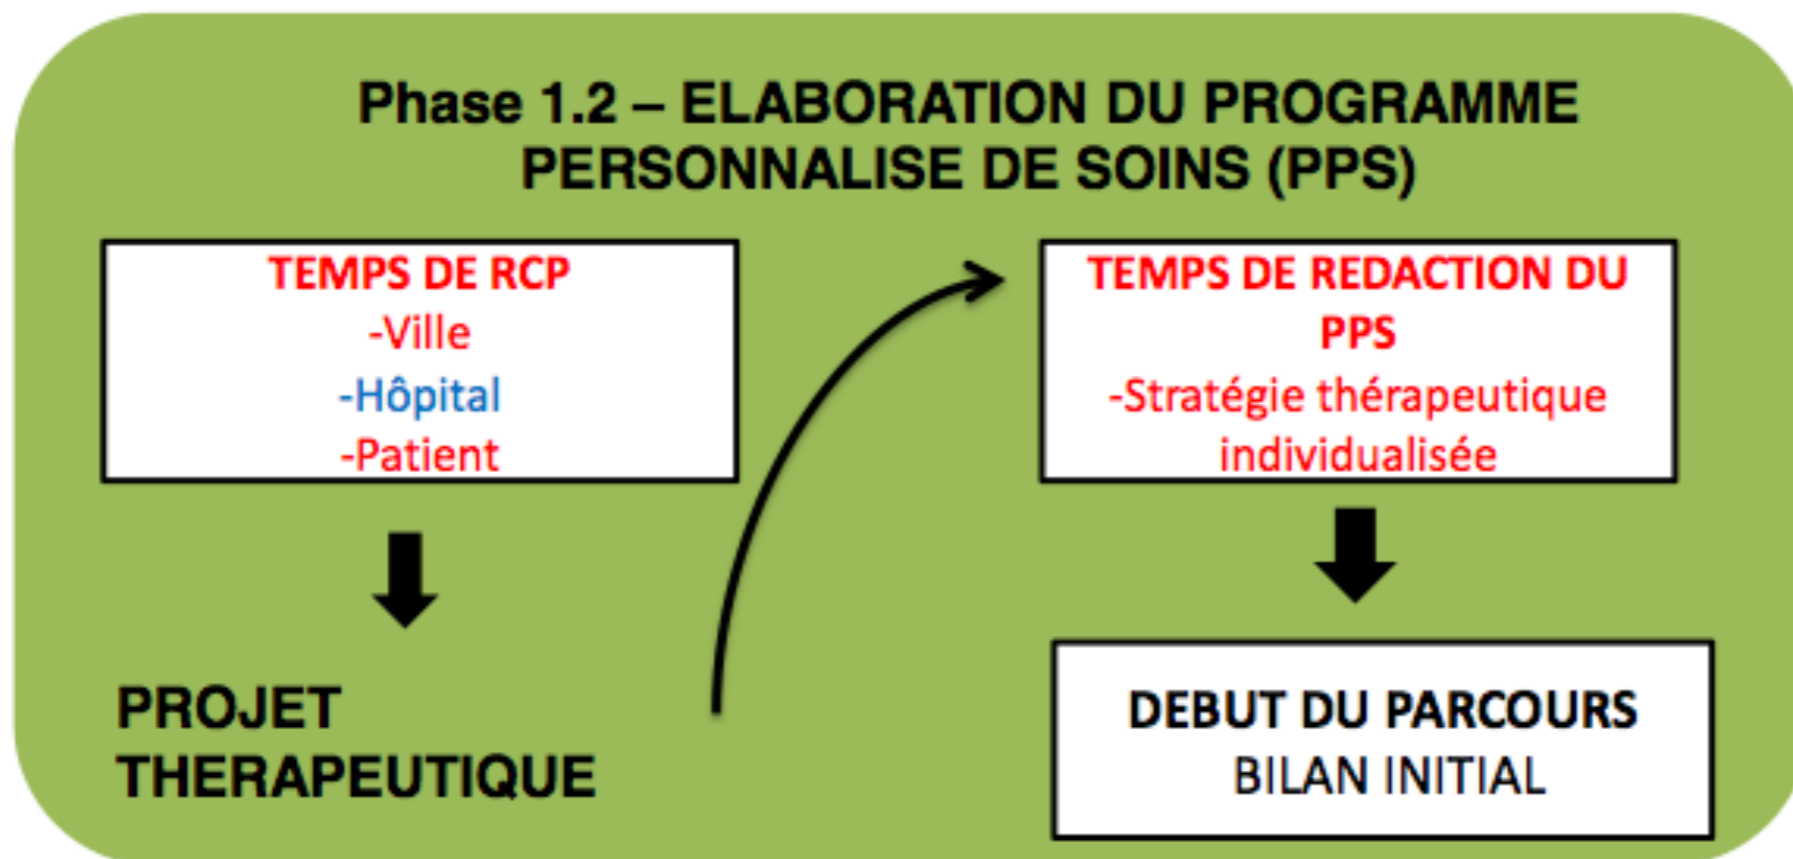 Phase 1.2 – ELABORATION DU PROGRAMME
PERSONNALISE DE SOINS (PPS)
TEMPS DE RCP
-Ville
-Hôpital
-Patient
PROJET
THERAPEUTIQUE
TEMPS DE REDACTION DU
PPS
-Stratégie thérapeutique
individualisée
DEBUT DU PARCOURS
BILAN INITIAL